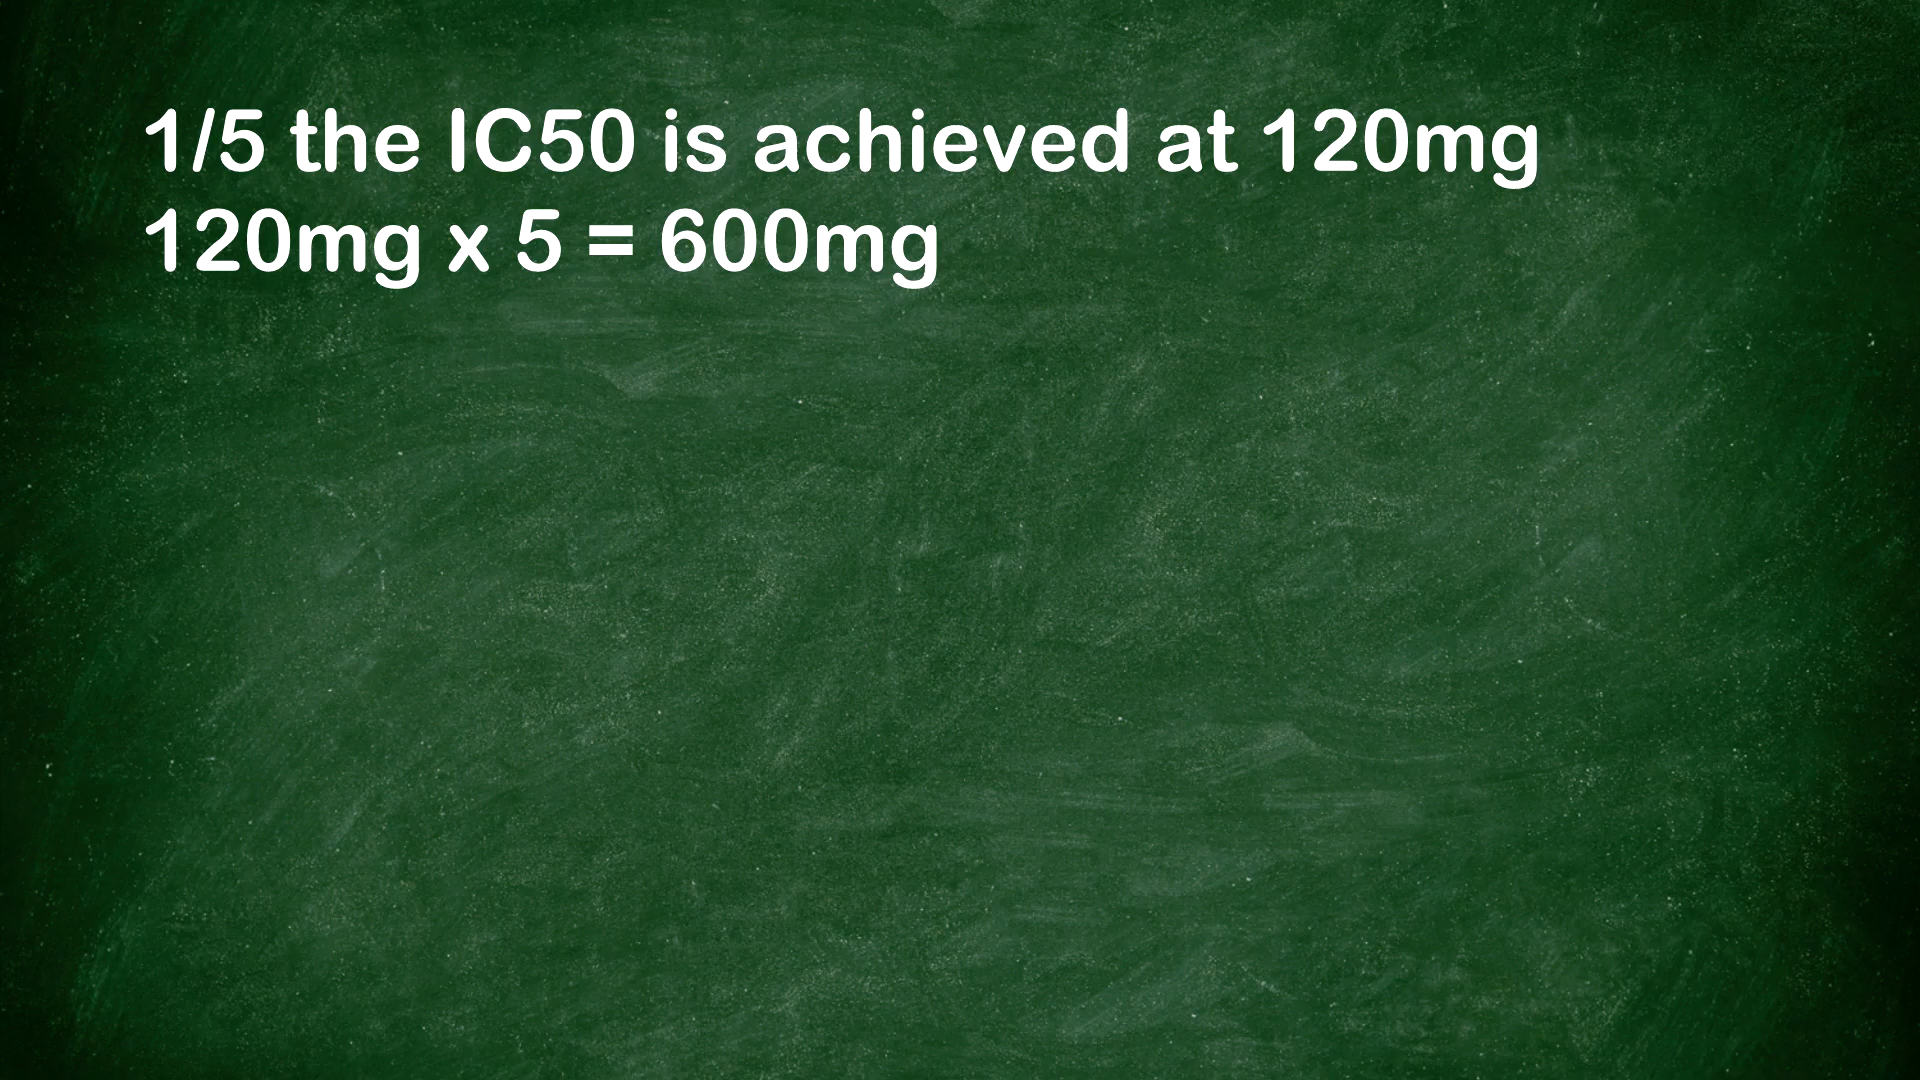 1/5 the IC50 is achieved at 120mg
120mg x 5 = 600mg